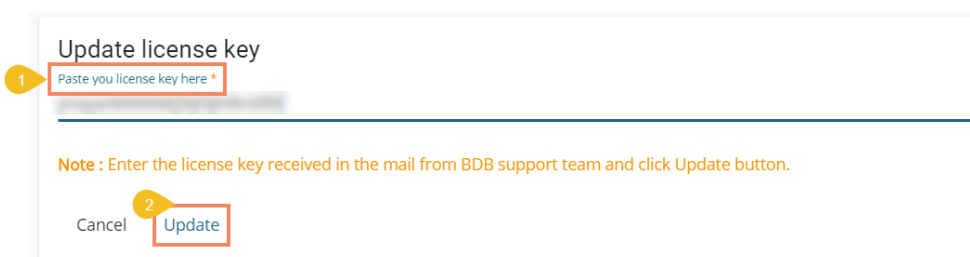 Update license key
1
Paste you license key here *
Note : Enter the license key received in the mail from BDB support team and click Update button.
2
Cancel Update